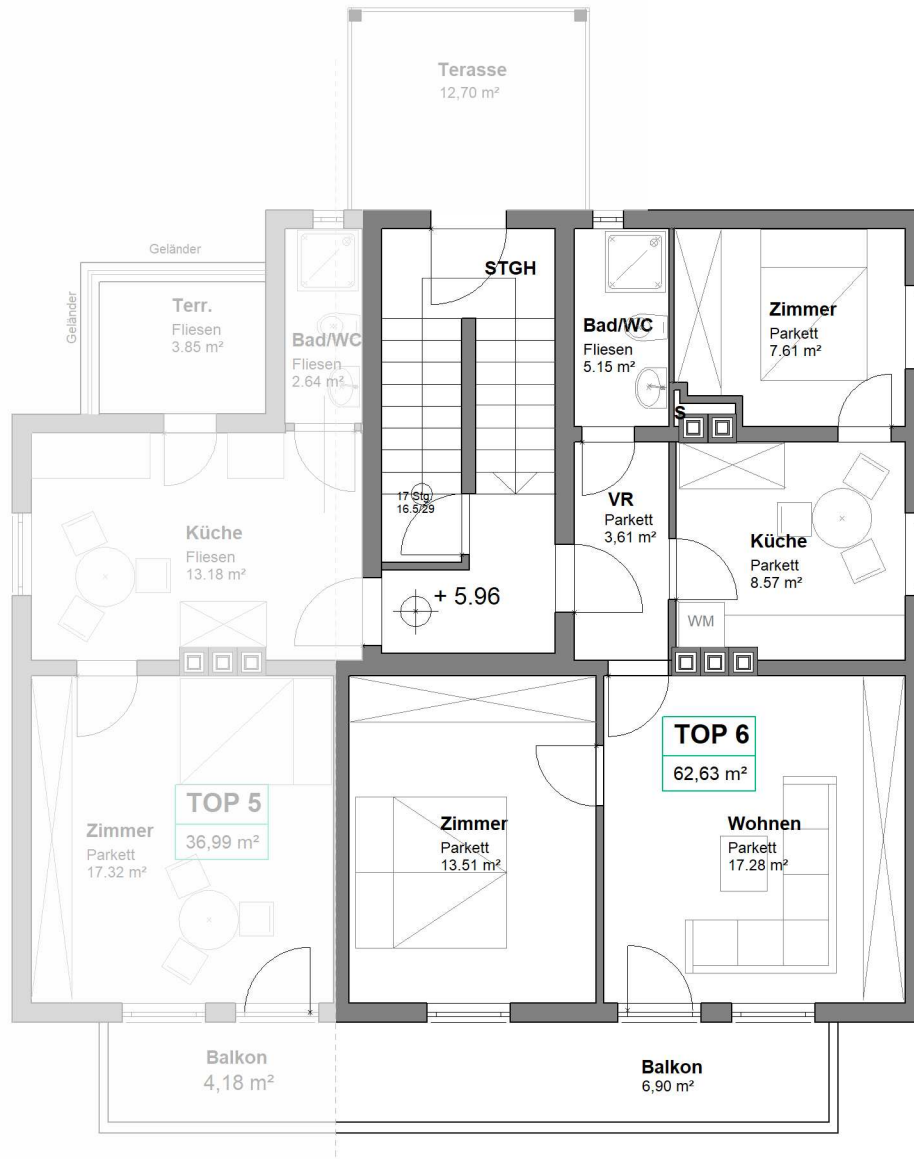 Terasse
12,70 m²
Geländer
Geländer
Terr.
Fliesen
3.85 m²
Bad/WC
Fliesen
2.64 m²
STGH
Bad/WC
Fliesen
5.15 m²
Zimmer
Parkett
7.61 m²
S
17 Stg.
16.5/29
VR
Parkett
3,61 m²
Küche
Fliesen
13.18 m²
Küche
Parkett
8.57 m²
+ 5.96
WM
TOP 5
36,99 m²
TOP 6
62,63 m²
Zimmer
Parkett
17.32 m²
Zimmer
Parkett
13.51 m²
Wohnen
Parkett
17.28 m²
Balkon
4,18 m²
Balkon
6,90 m²